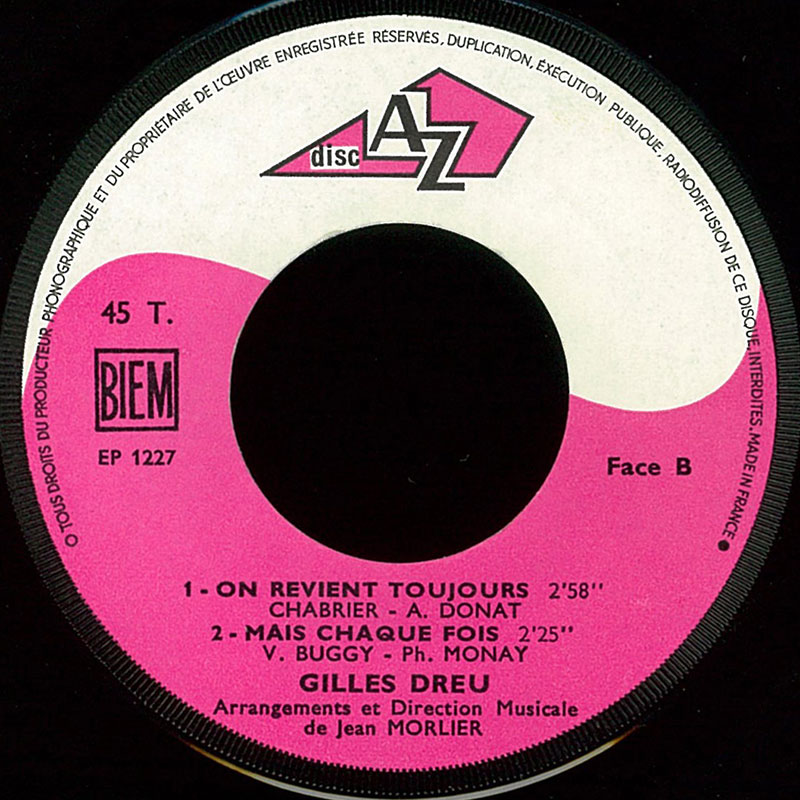 O TOUS DROITS DU PRODUCTEUR PHONOGRAPHIQUE ET DU PROPRIÉTAIRE DE L'ŒUVRE ENREGISTRÉE RÉSERVÉS, DUPLICATION, ÉXÉCUTION PUBLIQUE, RADIODIFFUSION DE CE DISQUE, INTERDITES. MADE IN FRANCE ●
disc AZ
45 T.
BIEM
EP 1227
Face B
1 - ON REVIENT TOUJOURS 2'58''
CHABRIER - A. DONAT
2 - MAIS CHAQUE FOIS 2'25''
V. BUGGY - Ph. MONAY
GILLES DREU
Arrangements et Direction Musicale
de Jean MORLIER